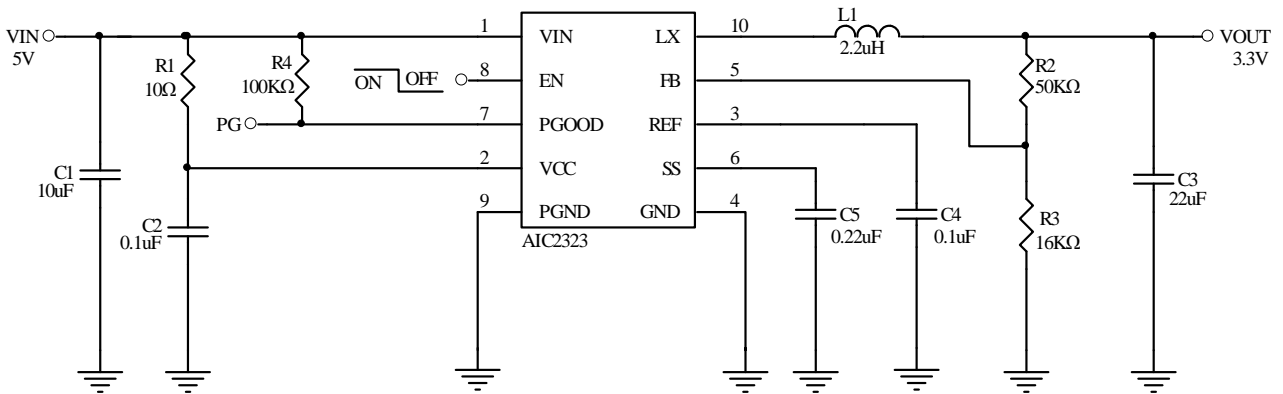 VIN
5V
C1
10uF
R1
10Ω
C2
0.1uF
R4
100KΩ
PG
ON
OFF
1
8
7
2
9
VIN
EN
PGOOD
VCC
PGND
LX
FB
REF
SS
GND
AIC2323
10
5
3
6
4
L1
2.2uH
C5
0.22uF
C4
0.1uF
R2
50KΩ
R3
16KΩ
C3
22uF
VOUT
3.3V